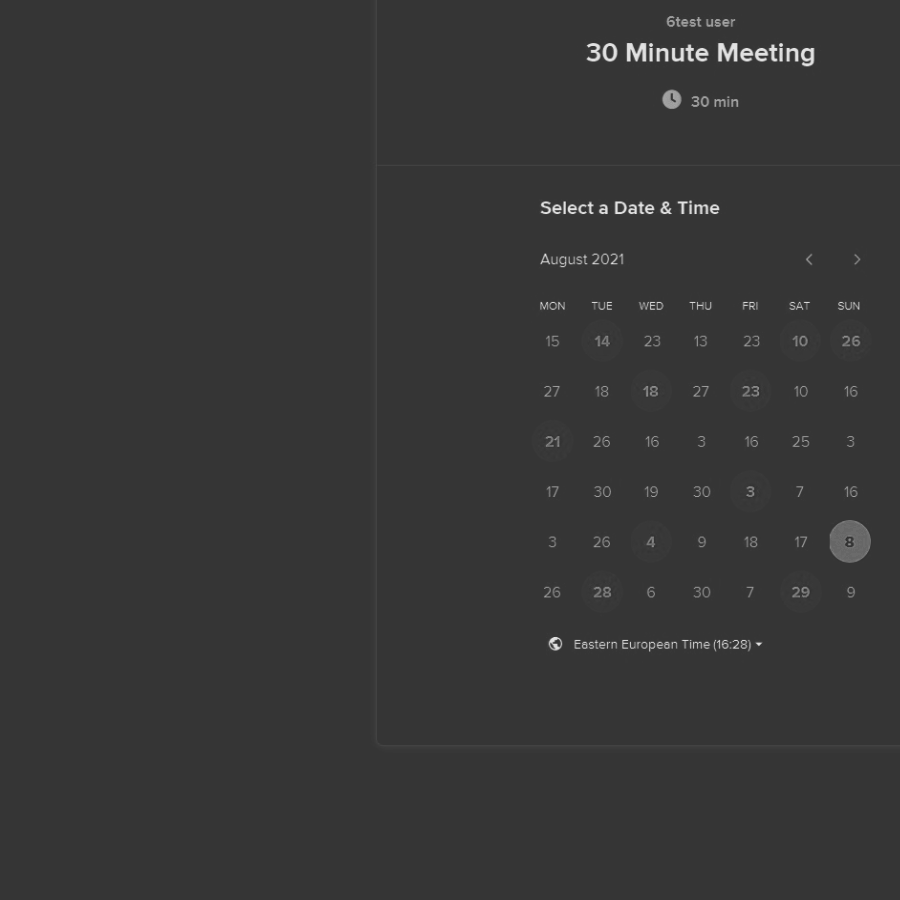 6test user
30 Minute Meeting
30 min
Select a Date & Time
August 2021
MON TUE WED THU FRI SAT SUN
15 14 23 13 23 10 26
27 18 18 27 23 10 16
21 26 16 3 16 25 3
17 30 19 30 3 7 16
3 26 4 9 18 17 8
26 28 6 30 7 29 9
Eastern European Time (16:28)